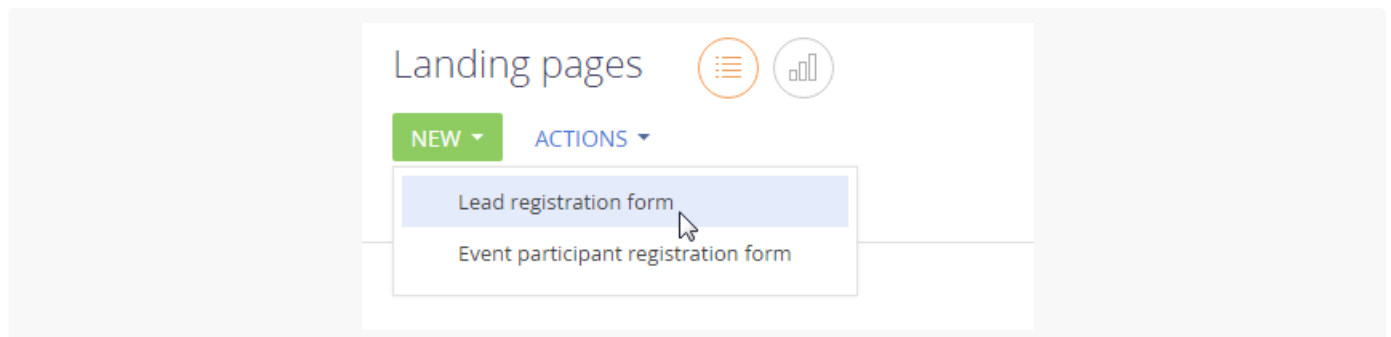 Landing pages
NEW ACTIONS
Lead registration form
Event participant registration form